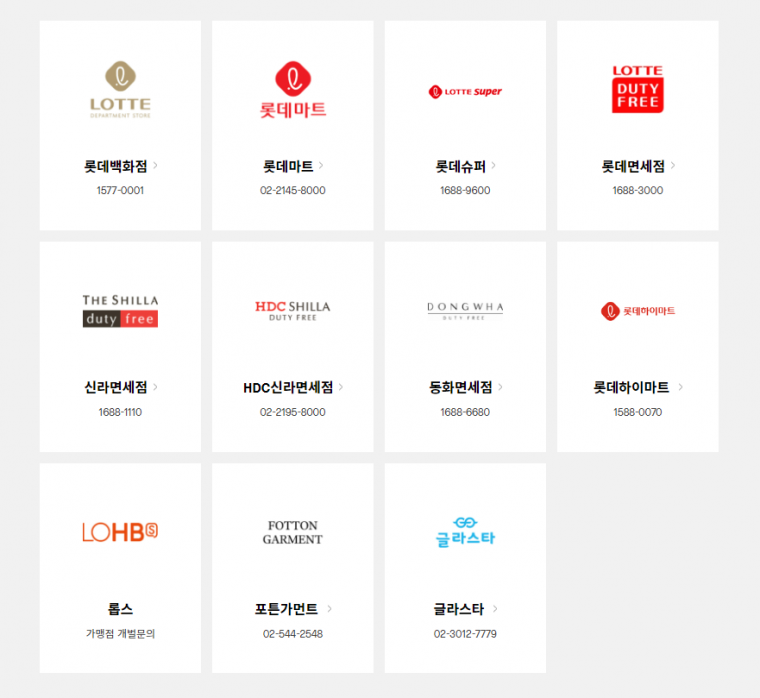 LOTTE
DEPARTMENT STORE
롯데백화점
1577-0001
롯데마트
롯데마트
02-2145-8000
LOTTE super
롯데슈퍼
1688-9600
LOTTE
DUTY
FREE
롯데면세점
1688-3000
THE SHILLA
duty free
신라면세점
1688-1110
HDC SHILLA
DUTY FREE
HDC신라면세점
02-2195-8000
DONGWHA
DUTY FREE
동화면세점
1688-6680
롯데하이마트
롯데하이마트
1588-0070
LOHBS
롭스
가맹점 개별문의
FOTTON
GARMENT
포튼가먼트
02-544-2548
글라스타
글라스타
02-3012-7779